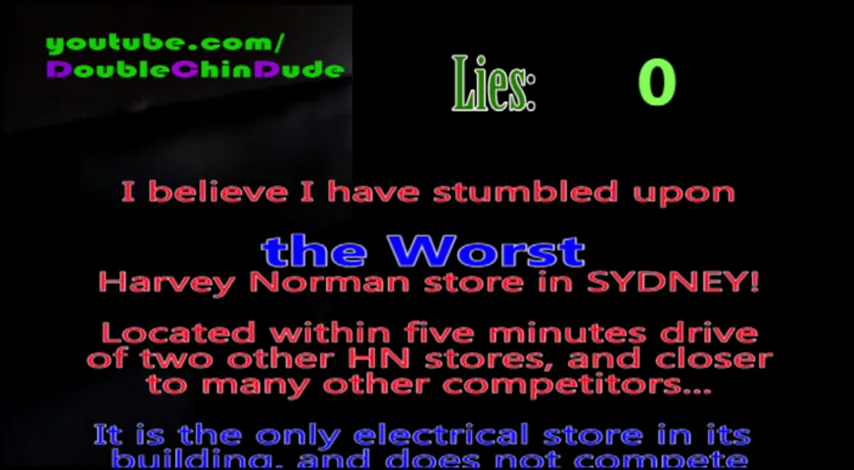 youtube.com/
DoubleChinDude
Lies: 0
I believe I have stumbled upon
the Worst
Harvey Norman store in SYDNEY!
Located within five minutes drive
of two other HN stores, and closer
to many other competitors...
It is the only electrical store in its
building, and does not compete